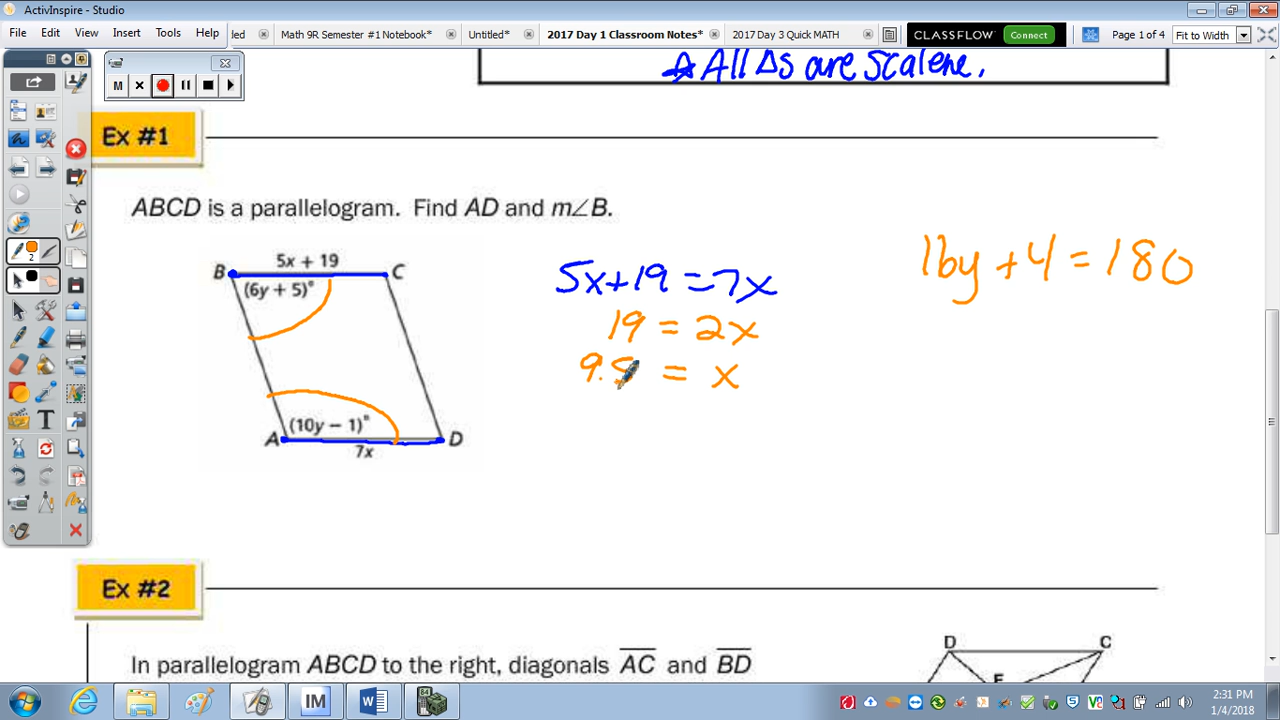 ActivInspire - Studio
File Edit View Insert Tools Help
led Math 9R Semester #1 Notebook* Untitled* 2017 Day 1 Classroom Notes* 2017 Day 3 Quick MATH CLASSFLOW Connect Page 1 of 4 Fit to Width
All Δs are scalene.
Ex #1
ABCD is a parallelogram. Find AD and m∠B.
5x + 19
B C
(6y + 5)°
(10y − 1)°
A D
7x
5x+19 = 7x
19 = 2x
= x
16y + 4 = 180
Ex #2
In parallelogram ABCD to the right, diagonals AC and BD
D C
E
IM
2:31 PM
1/4/2018